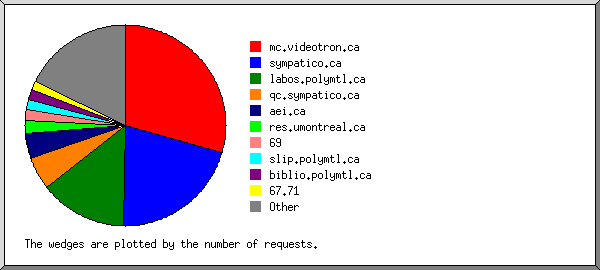 mc.videotron.ca
sympatico.ca
labos.polymtl.ca
qc.sympatico.ca
aei.ca
res.umontreal.ca
69
slip.polymtl.ca
biblio.polymtl.ca
67.71
Other
The wedges are plotted by the number of requests.